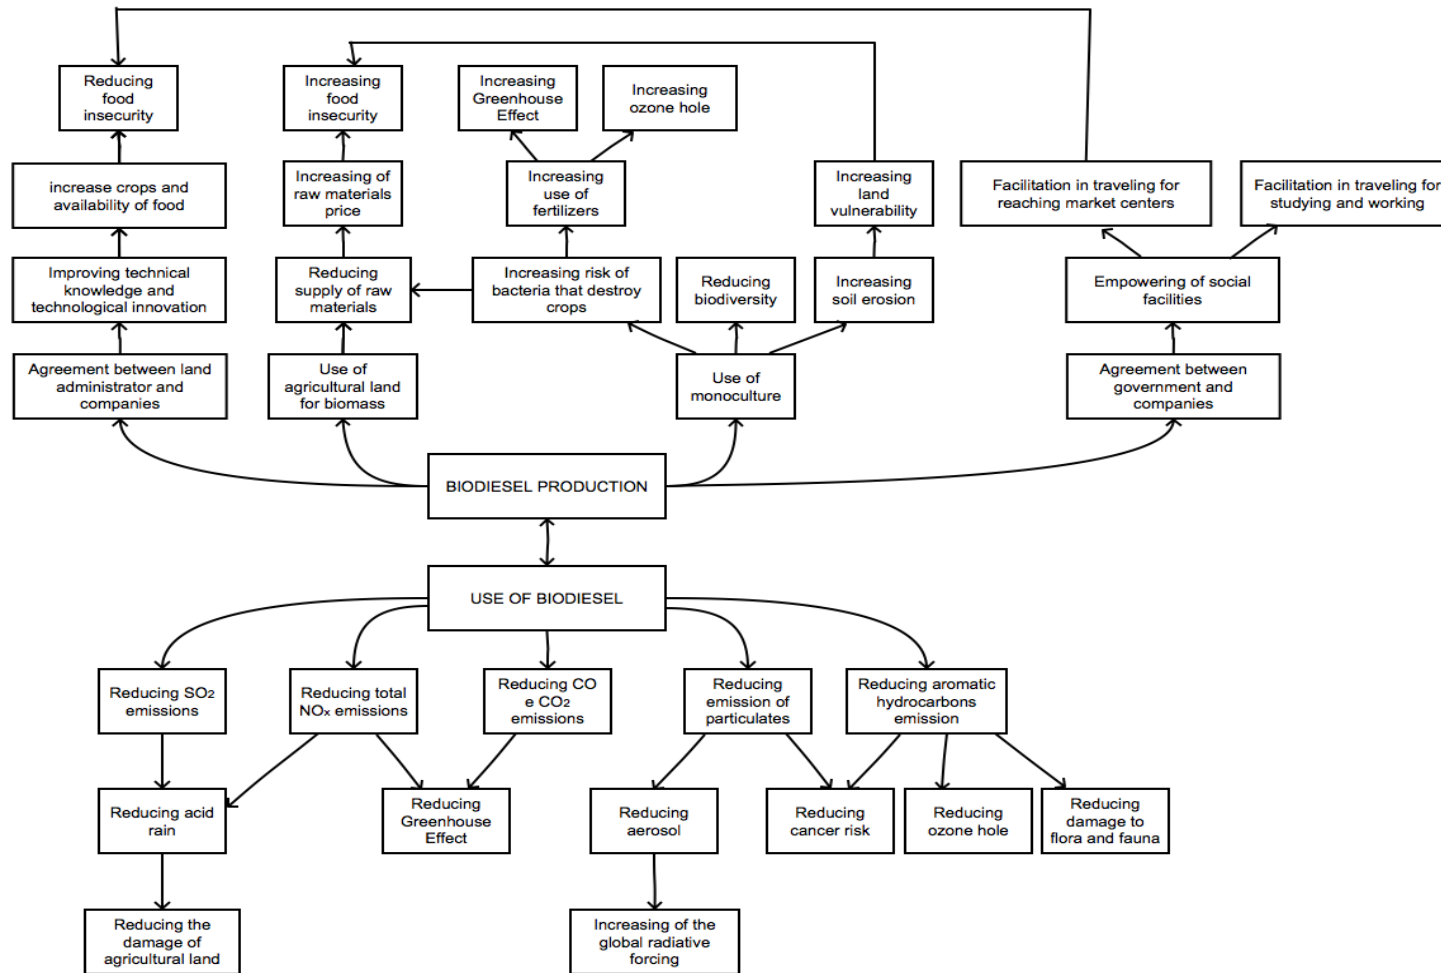 Reducing
food
insecurity
Increasing
food
insecurity
Increasing
Greenhouse
Effect
Increasing
ozone hole
increase crops and
availability of food
Increasing of
raw materials
price
Increasing
use of
fertilizers
Increasing
land
vulnerability
Facilitation in traveling for
reaching market centers
Facilitation in traveling for
studying and working
Improving technical
knowledge and
technological innovation
Reducing
supply of raw
materials
Increasing risk of
bacteria that destroy
crops
Reducing
biodiversity
Increasing
soil erosion
Empowering of social
facilities
Agreement between land
administrator and
companies
Use of
agricultural land
for biomass
Use of
monoculture
Agreement between
government and
companies
BIODIESEL PRODUCTION
USE OF BIODIESEL
Reducing SO₂
emissions
Reducing total
NOₓ emissions
Reducing CO
e CO₂
emissions
Reducing
emission of
particulates
Reducing aromatic
hydrocarbons
emission
Reducing acid
rain
Reducing
Greenhouse
Effect
Reducing
aerosol
Reducing
cancer risk
Reducing
ozone hole
Reducing
damage to
flora and fauna
Reducing the
damage of
agricultural land
Increasing of the
global radiative
forcing